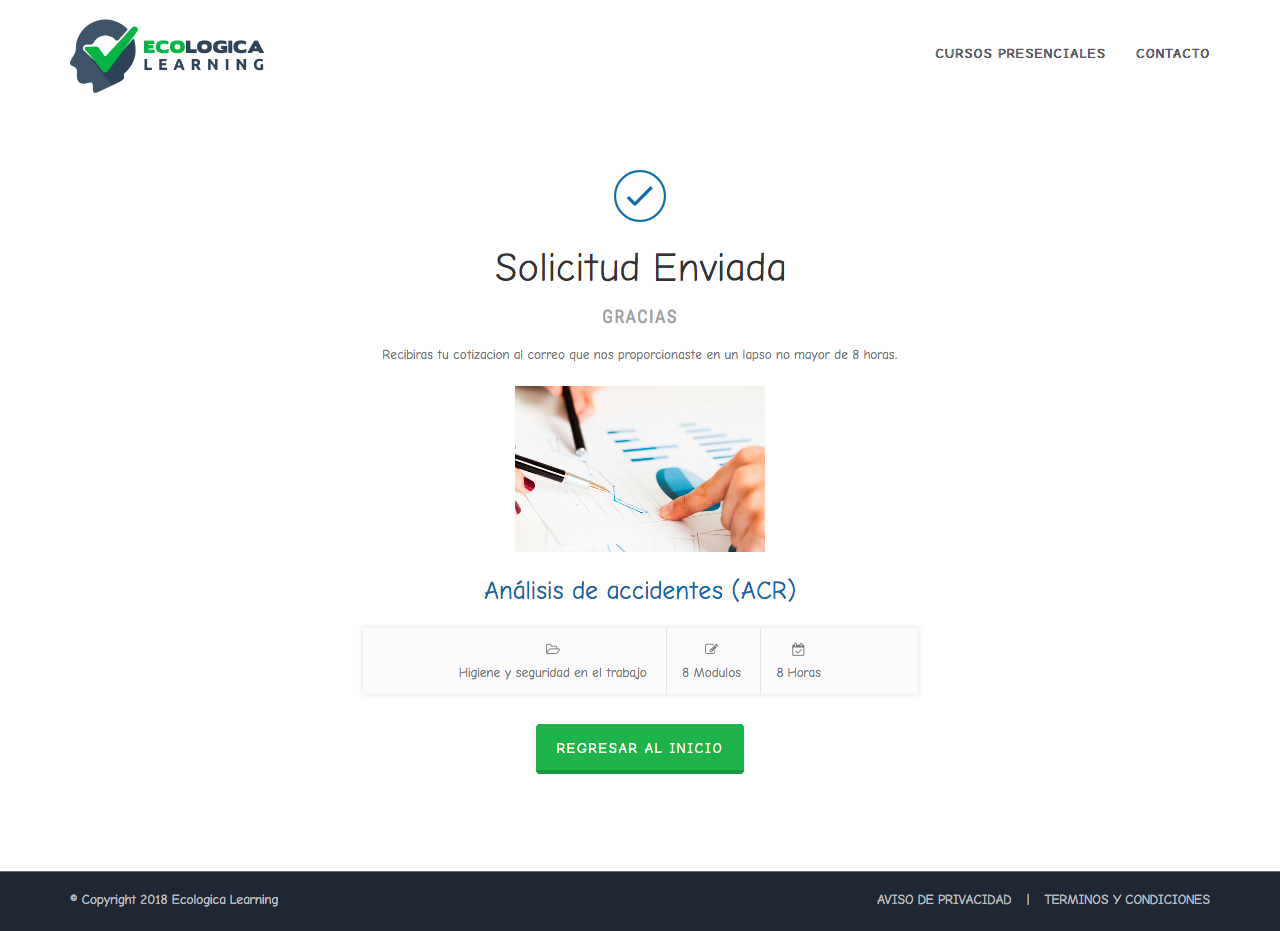 ECOLOGICA
LEARNING
CURSOS PRESENCIALES
CONTACTO
Solicitud Enviada
GRACIAS
Recibiras tu cotizacion al correo que nos proporcionaste en un lapso no mayor de 8 horas.
Análisis de accidentes (ACR)
Higiene y seguridad en el trabajo
8 Modulos
8 Horas
REGRESAR AL INICIO
© Copyright 2018 Ecologica Learning
AVISO DE PRIVACIDAD | TERMINOS Y CONDICIONES